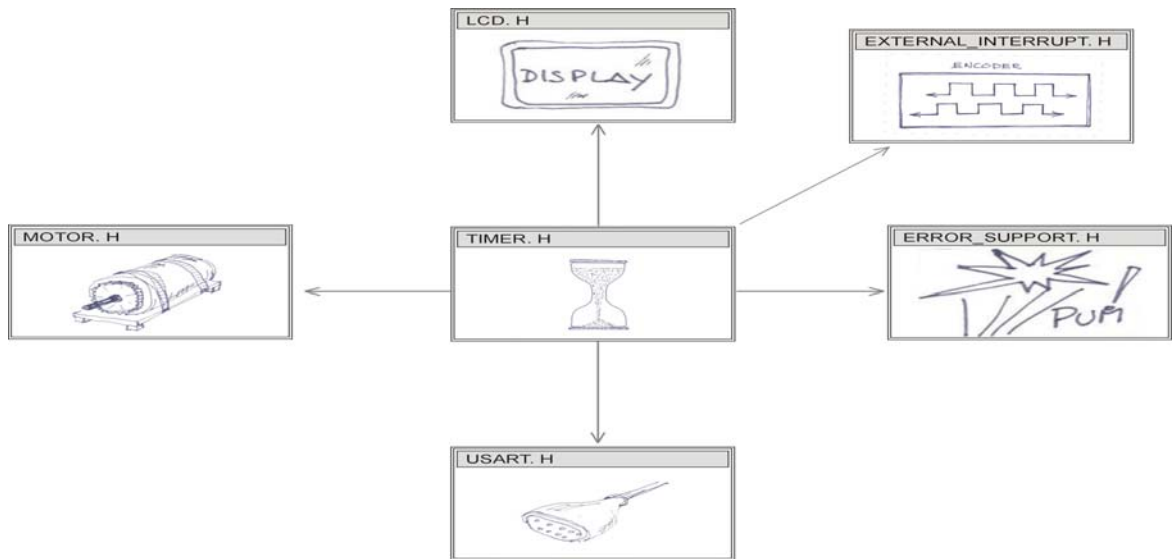 LCD. H
DISPLAY
EXTERNAL_INTERRUPT. H
ENCODER
MOTOR. H
TIMER. H
ERROR_SUPPORT. H
PUM!
USART. H